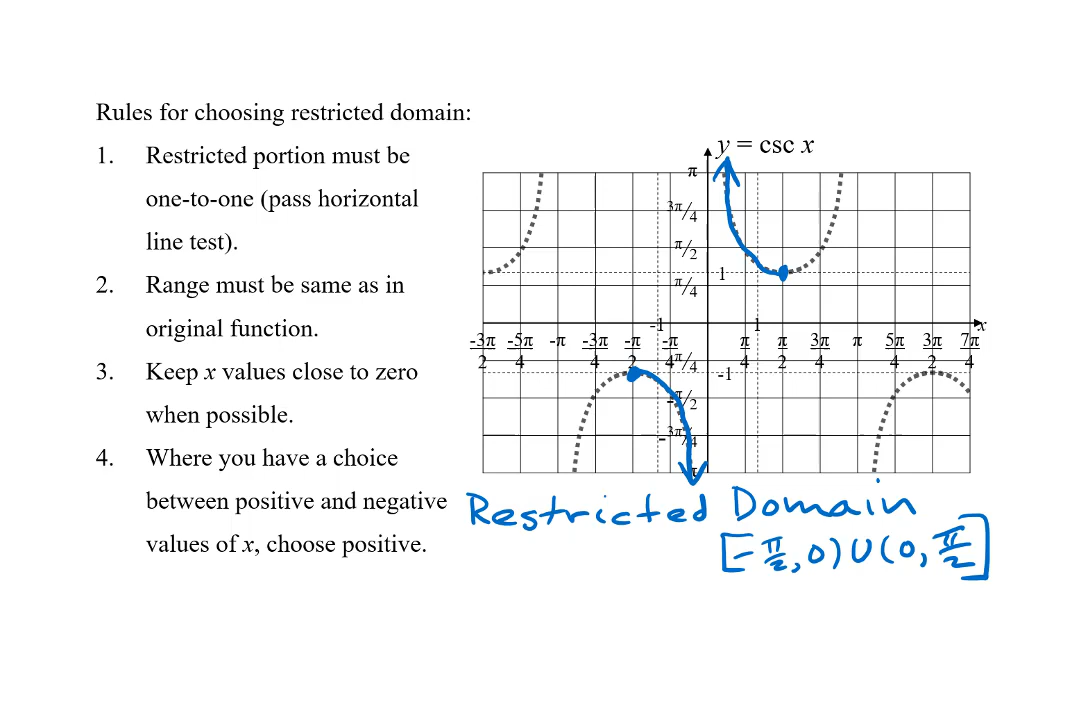 Rules for choosing restricted domain:
1. Restricted portion must be
one-to-one (pass horizontal
line test).
2. Range must be same as in
original function.
3. Keep x values close to zero
when possible.
4. Where you have a choice
between positive and negative
values of x, choose positive.
y = csc x
π
3π/4
π/2
1
π/4
-1 1 x
-3π/2 -5π/4 -π -3π/4 -π/2 -π/4 π/4 π/2 3π/4 π 5π/4 3π/2 7π/4
π/4
-1
-π/2
-3π/4
π
Restricted Domain
[-π/2, 0) U (0, π/2]